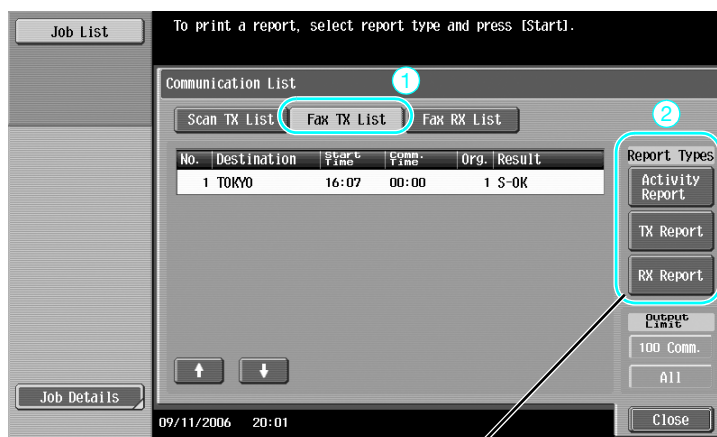 Job List
To print a report, select report type and press [Start].
Communication List
1
Scan TX List
Fax TX List
Fax RX List
2
No. Destination Start Time Comm. Time Org. Result
1 TOKYO 16:07 00:00 1 S-OK
Report Types
Activity Report
TX Report
RX Report
Output Limit
100 Comm.
All
Job Details
09/11/2006 20:01
Close